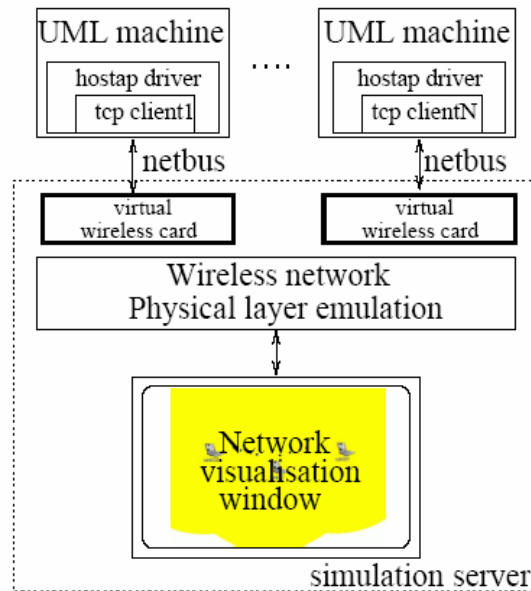 UML machine
hostap driver
tcp client1
....
UML machine
hostap driver
tcp clientN
netbus
netbus
virtual
wireless card
virtual
wireless card
Wireless network
Physical layer emulation
Network
visualisation
window
simulation server